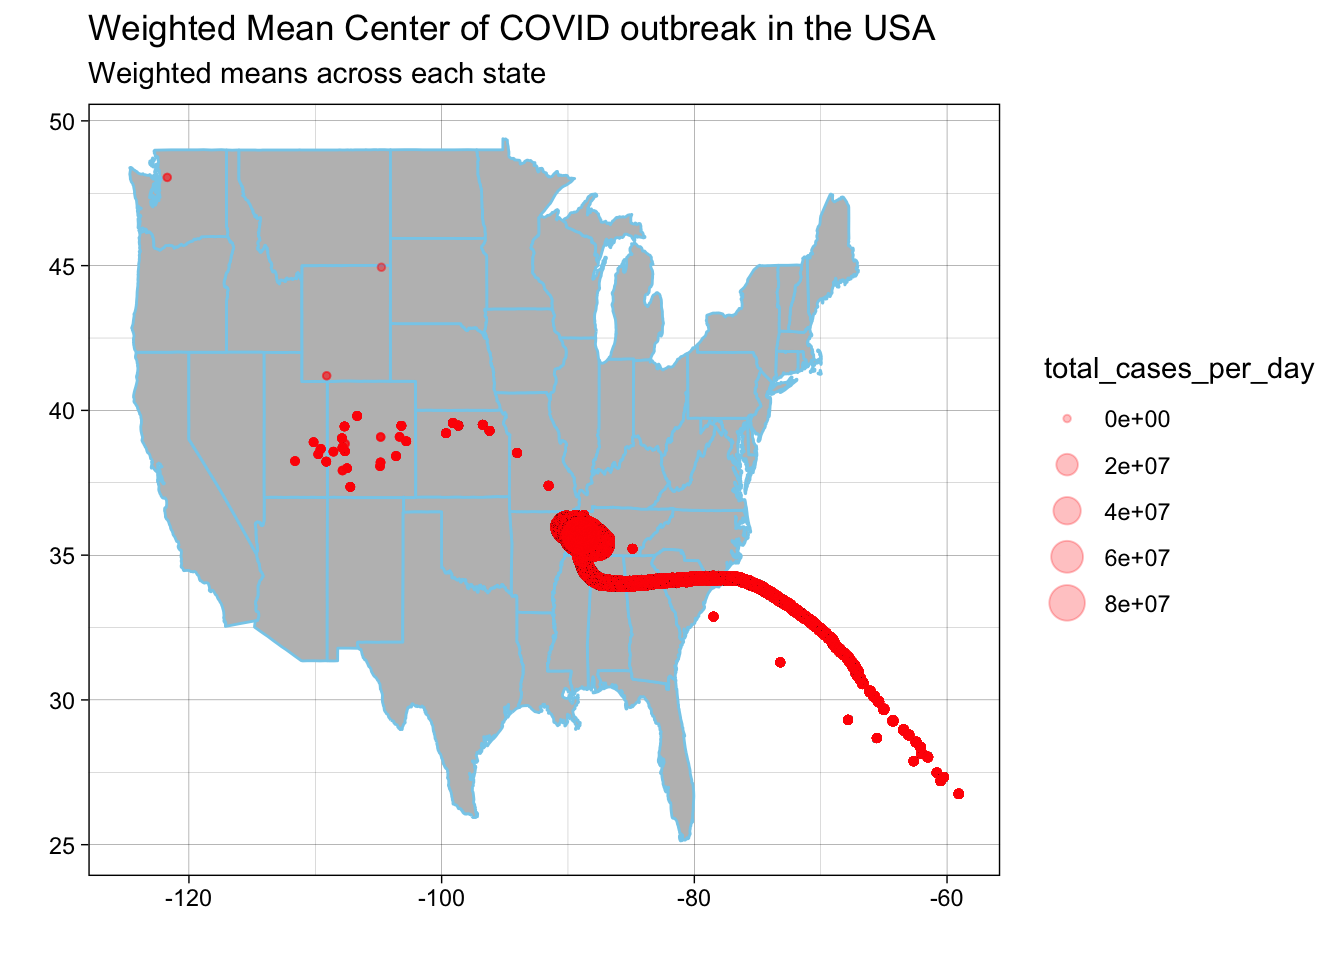 Weighted Mean Center of COVID outbreak in the USA
Weighted means across each state
50
45
40
35
30
25
-120
-100
-80
-60
total_cases_per_day
0e+00
2e+07
4e+07
6e+07
8e+07